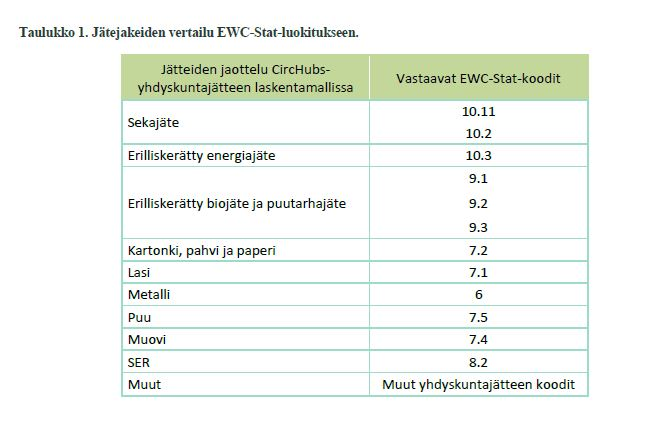 Taulukko 1. Jätejakeiden vertailu EWC-Stat-luokitukseen.
Jätteiden jaottelu CircHubs-
yhdyskuntajätteen laskentamallissa
Vastaavat EWC-Stat-koodit
Sekajäte
10.11
10.2
Erilliskerätty energiajäte
10.3
Erilliskerätty biojäte ja puutarhajäte
9.1
9.2
9.3
Kartonki, pahvi ja paperi
7.2
Lasi
7.1
Metalli
6
Puu
7.5
Muovi
7.4
SER
8.2
Muut
Muut yhdyskuntajätteen koodit